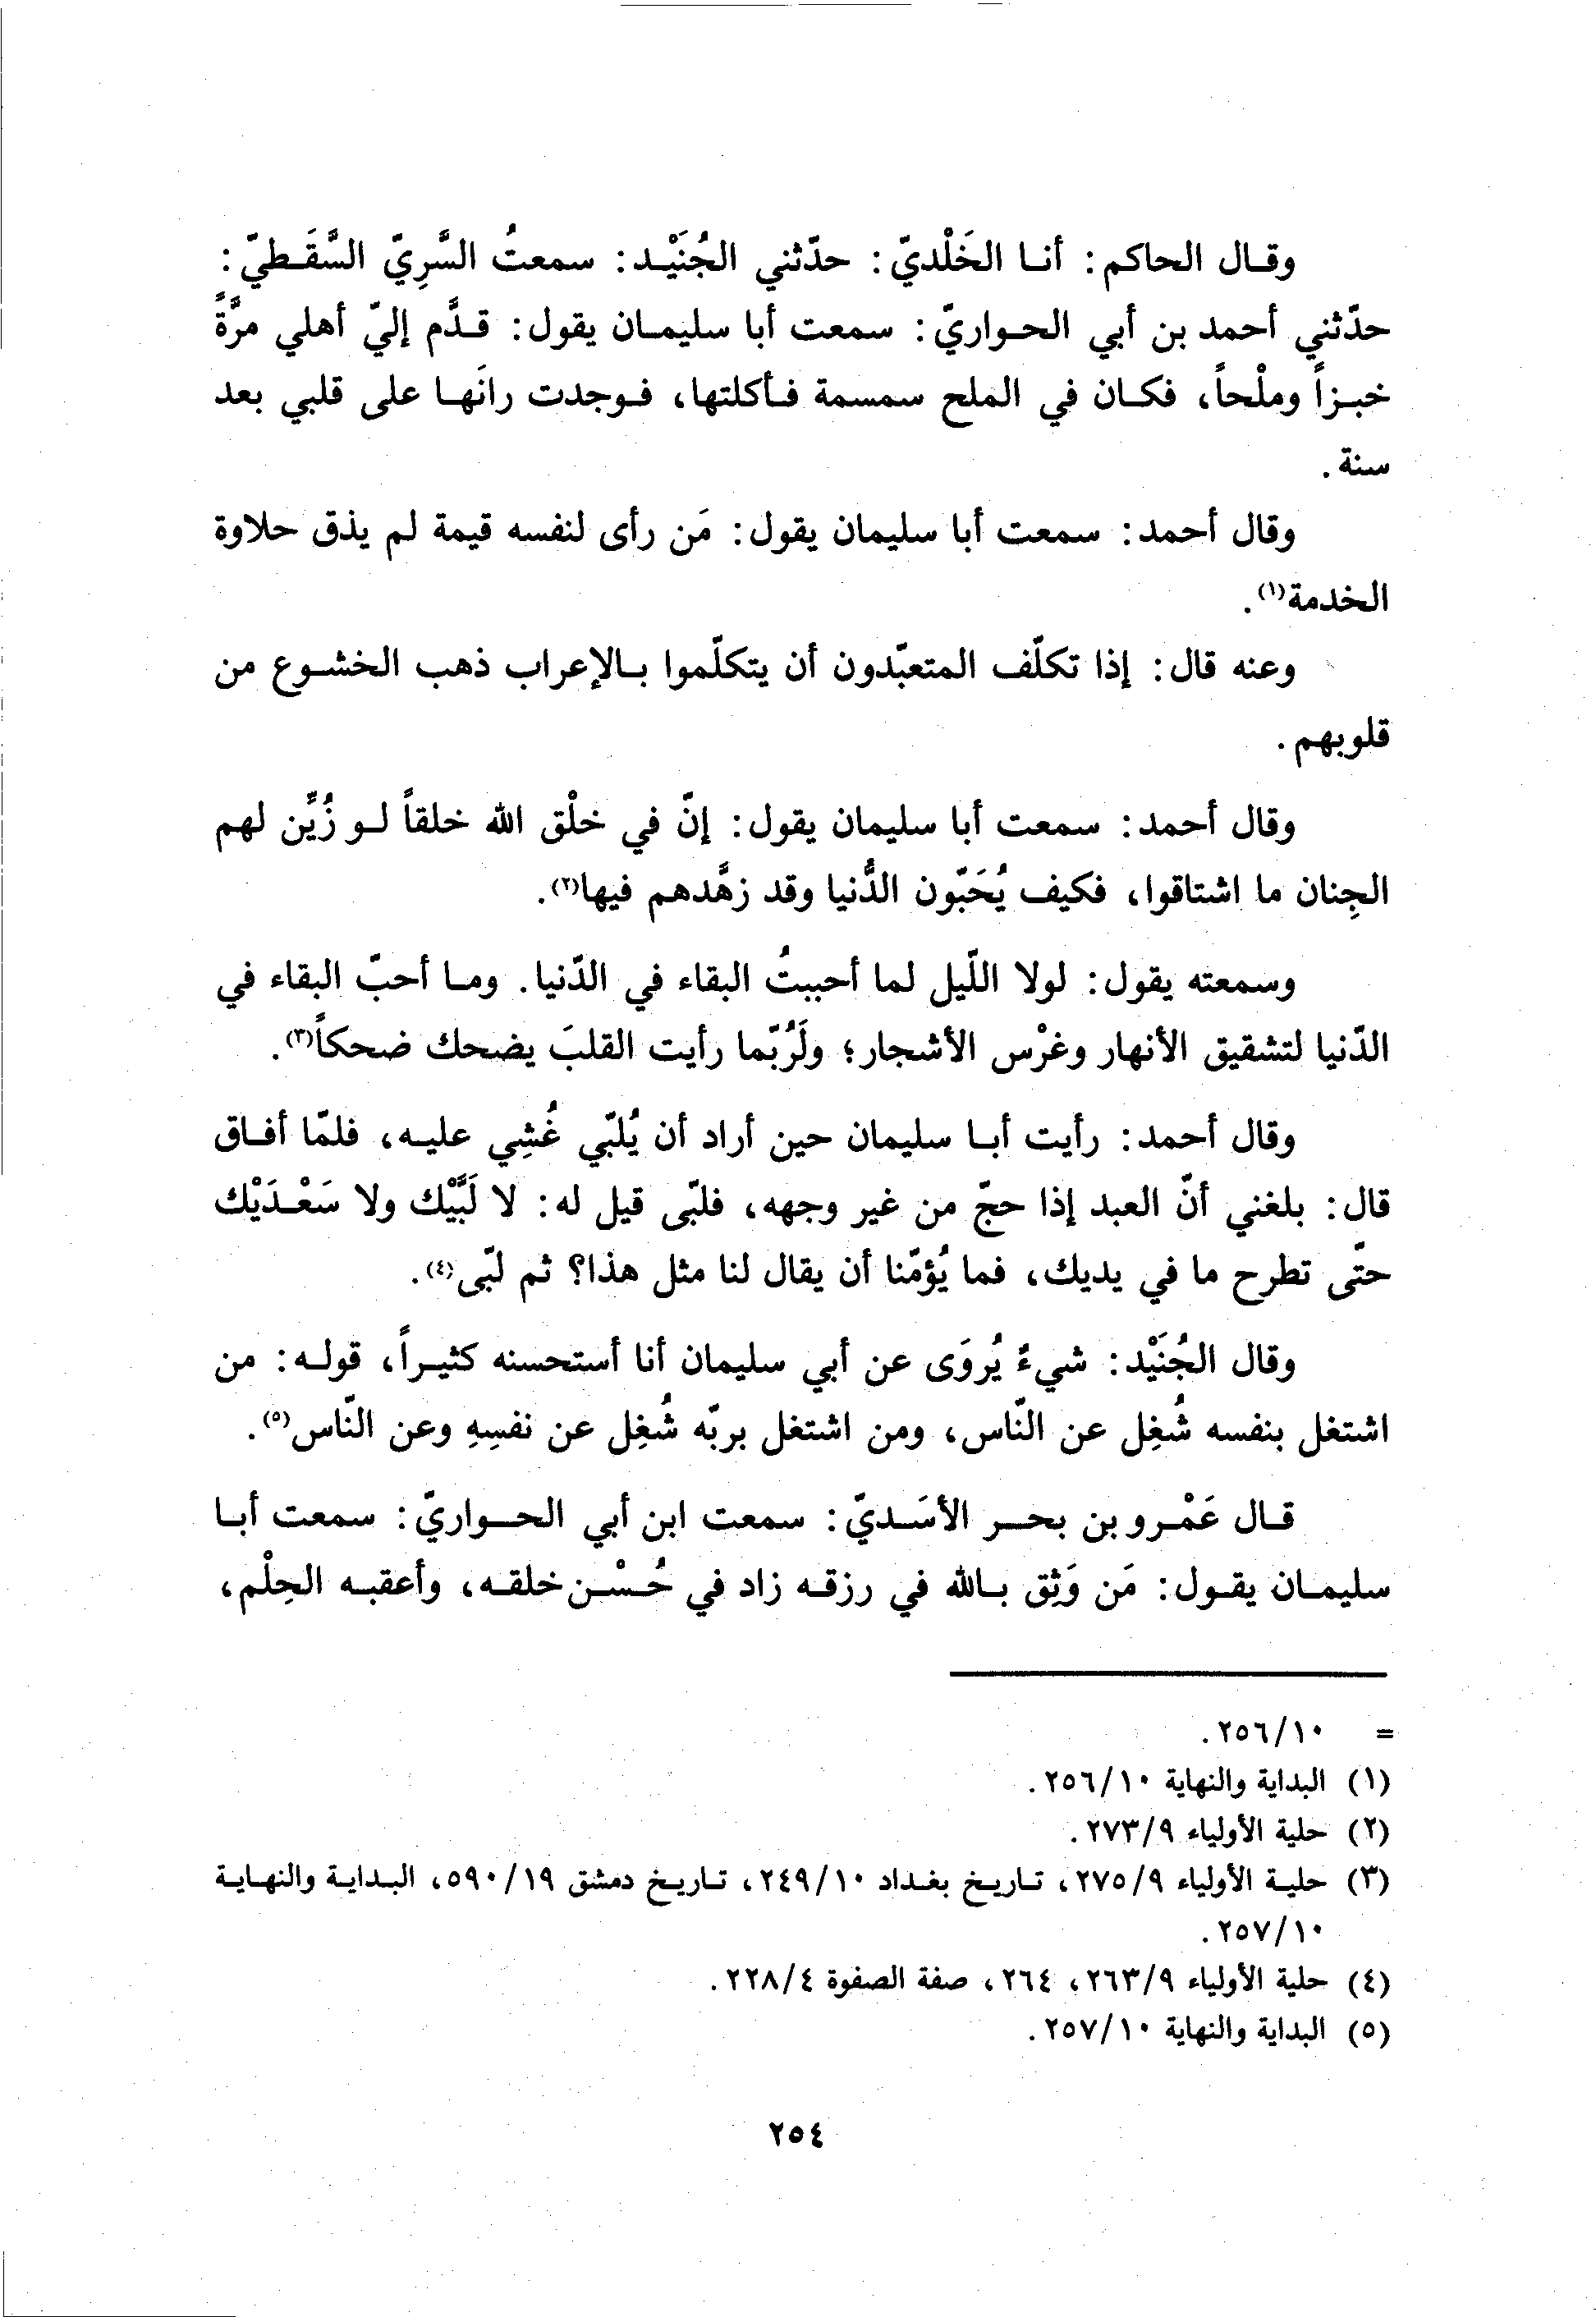 وقال الحاكم: أنا الخَلْديّ: حدّثني الجُنَيْد: سمعتُ السَّرِيّ السَّقَطيّ:
حدّثني أحمد بن أبي الحواريّ: سمعت أبا سليمان يقول: قدَّم إليّ أهلي مرَّةً
خبزاً وملْحاً، فكان في الملح سمسمة فأكلتها، فوجدت رانَها على قلبي بعد
سنة.
وقال أحمد: سمعت أبا سليمان يقول: مَن رأى لنفسه قيمة لم يذق حلاوة
الخدمة(١).
وعنه قال: إذا تكلّف المتعبّدون أن يتكلّموا بالإعراب ذهب الخشوع من
قلوبهم.
وقال أحمد: سمعت أبا سليمان يقول: إنّ في خلْق الله خلقاً لو زُيِّن لهم
الجِنان ما اشتاقوا، فكيف يُحَبّون الدُّنيا وقد زهَّدهم فيها(٢).
وسمعته يقول: لولا اللّيل لما أحببتُ البقاء في الدّنيا. وما أحبّ البقاء في
الدّنيا لتشقيق الأنهار وغرْس الأشجار؛ ولَرُبّما رأيت القلبَ يضحك ضحكاً(٣).
وقال أحمد: رأيت أبا سليمان حين أراد أن يُلبّي غُشِي عليه، فلمّا أفاق
قال: بلغني أنّ العبد إذا حجّ من غير وجهه، فلبّى قيل له: لا لَبَّيْك ولا سَعْدَيْك
حتّى تطرح ما في يديك، فما يُؤمّنا أن يقال لنا مثل هذا؟ ثم لبّى(٤).
وقال الجُنَيْد: شيءٌ يُروَى عن أبي سليمان أنا أستحسنه كثيراً، قوله: من
اشتغل بنفسه شُغِل عن النّاس، ومن اشتغل بربّه شُغِل عن نفسِهِ وعن النّاس(٥).
قال عَمْرو بن بحر الأسَديّ: سمعت ابن أبي الحواريّ: سمعت أبا
سليمان يقول: مَن وَثِق بالله في رزقه زاد في حُسْن خلقه، وأعقبه الحِلْم،
= ٢٥٦/١٠.
(١) البداية والنهاية ٢٥٦/١٠.
(٢) حلية الأولياء ٢٧٣/٩.
(٣) حلية الأولياء ٢٧٥/٩، تاريخ بغداد ٢٤٩/١٠، تاريخ دمشق ٥٩٠/١٩، البداية والنهاية
٢٥٧/١٠.
(٤) حلية الأولياء ٢٦٣/٩، ٢٦٤، صفة الصفوة ٢٢٨/٤.
(٥) البداية والنهاية ٢٥٧/١٠.
٢٥٤